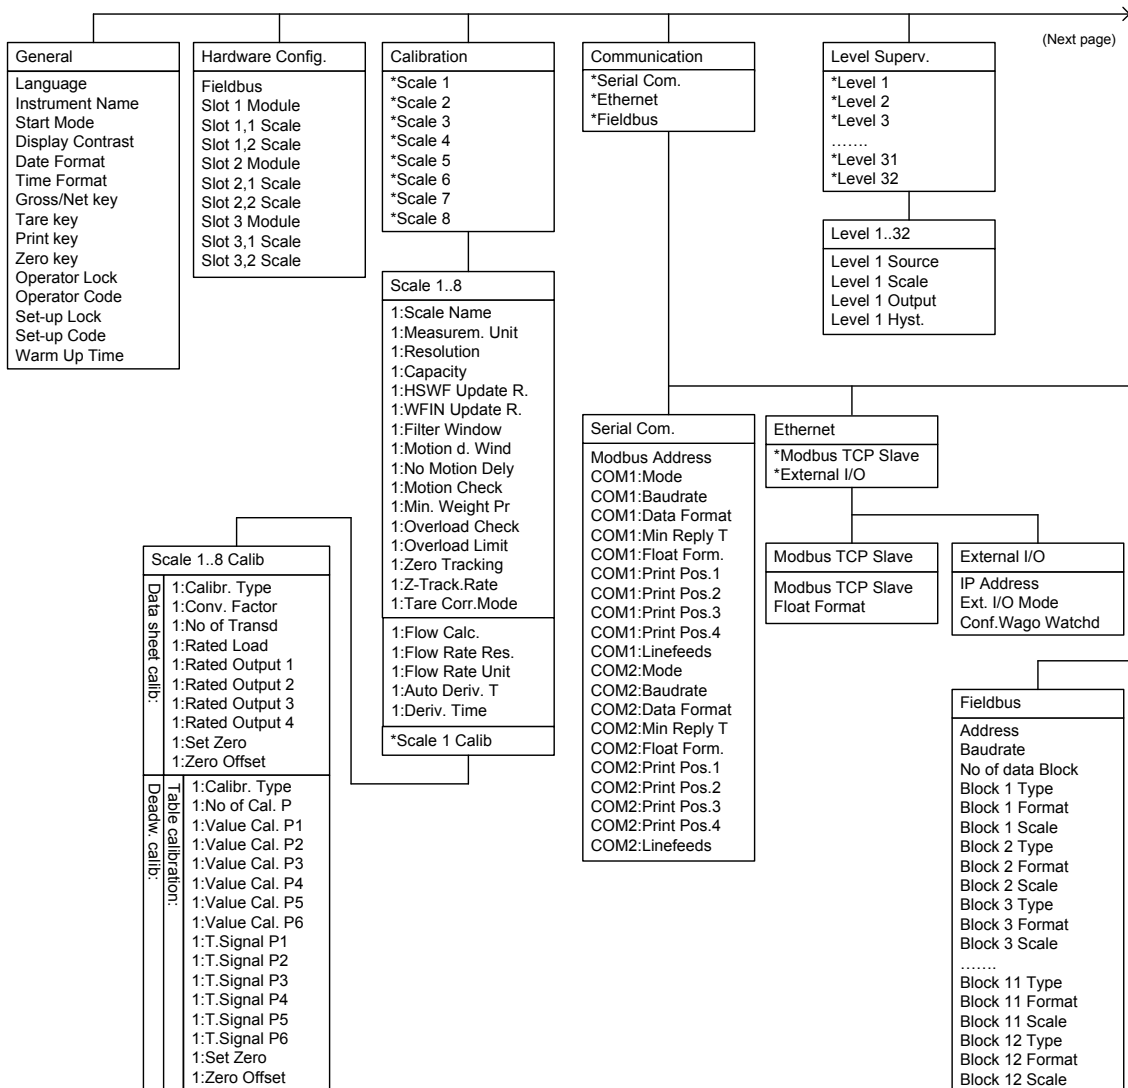 (Next page)
General
Language
Instrument Name
Start Mode
Display Contrast
Date Format
Time Format
Gross/Net key
Tare key
Print key
Zero key
Operator Lock
Operator Code
Set-up Lock
Set-up Code
Warm Up Time
Hardware Config.
Fieldbus
Slot 1 Module
Slot 1,1 Scale
Slot 1,2 Scale
Slot 2 Module
Slot 2,1 Scale
Slot 2,2 Scale
Slot 3 Module
Slot 3,1 Scale
Slot 3,2 Scale
Calibration
*Scale 1
*Scale 2
*Scale 3
*Scale 4
*Scale 5
*Scale 6
*Scale 7
*Scale 8
Communication
*Serial Com.
*Ethernet
*Fieldbus
Level Superv.
*Level 1
*Level 2
*Level 3
.......
*Level 31
*Level 32
Level 1..32
Level 1 Source
Level 1 Scale
Level 1 Output
Level 1 Hyst.
Scale 1..8
1:Scale Name
1:Measurem. Unit
1:Resolution
1:Capacity
1:HSWF Update R.
1:WFIN Update R.
1:Filter Window
1:Motion d. Wind
1:No Motion Dely
1:Motion Check
1:Min. Weight Pr
1:Overload Check
1:Overload Limit
1:Zero Tracking
1:Z-Track.Rate
1:Tare Corr.Mode
1:Flow Calc.
1:Flow Rate Res.
1:Flow Rate Unit
1:Auto Deriv. T
1:Deriv. Time
*Scale 1 Calib
Scale 1..8 Calib
Data sheet calib:
1:Calibr. Type
1:Conv. Factor
1:No of Transd
1:Rated Load
1:Rated Output 1
1:Rated Output 2
1:Rated Output 3
1:Rated Output 4
1:Set Zero
1:Zero Offset
Deadw. calib:
Table calibration:
1:Calibr. Type
1:No of Cal. P
1:Value Cal. P1
1:Value Cal. P2
1:Value Cal. P3
1:Value Cal. P4
1:Value Cal. P5
1:Value Cal. P6
1:T.Signal P1
1:T.Signal P2
1:T.Signal P3
1:T.Signal P4
1:T.Signal P5
1:T.Signal P6
1:Set Zero
1:Zero Offset
Serial Com.
Modbus Address
COM1:Mode
COM1:Baudrate
COM1:Data Format
COM1:Min Reply T
COM1:Float Form.
COM1:Print Pos.1
COM1:Print Pos.2
COM1:Print Pos.3
COM1:Print Pos.4
COM1:Linefeeds
COM2:Mode
COM2:Baudrate
COM2:Data Format
COM2:Min Reply T
COM2:Float Form.
COM2:Print Pos.1
COM2:Print Pos.2
COM2:Print Pos.3
COM2:Print Pos.4
COM2:Linefeeds
Ethernet
*Modbus TCP Slave
*External I/O
Modbus TCP Slave
Modbus TCP Slave
Float Format
External I/O
IP Address
Ext. I/O Mode
Conf.Wago Watchd
Fieldbus
Address
Baudrate
No of data Block
Block 1 Type
Block 1 Format
Block 1 Scale
Block 2 Type
Block 2 Format
Block 2 Scale
Block 3 Type
Block 3 Format
Block 3 Scale
.......
Block 11 Type
Block 11 Format
Block 11 Scale
Block 12 Type
Block 12 Format
Block 12 Scale